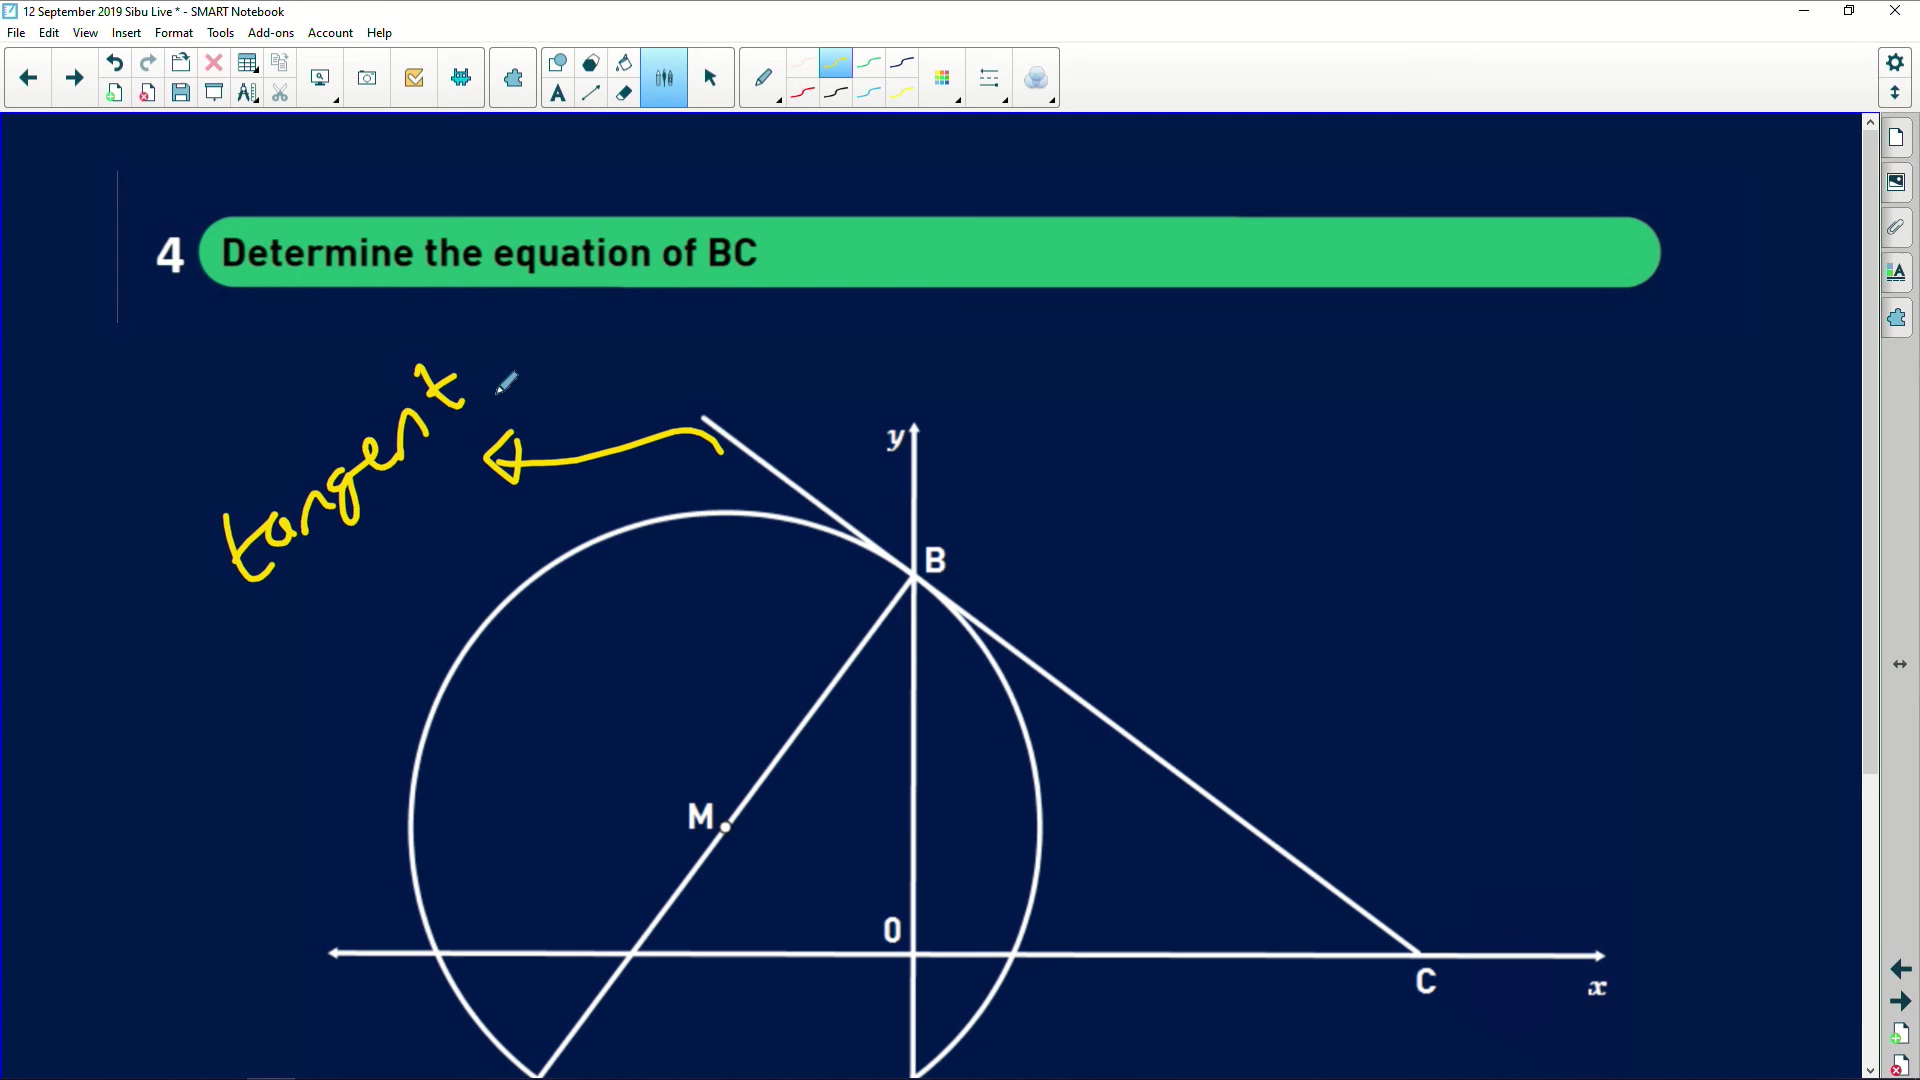 12 September 2019 Sibu Live * - SMART Notebook
File Edit View Insert Format Tools Add-ons Account Help
A
A
4 Determine the equation of BC
tangent
y
B
M
0
C
x